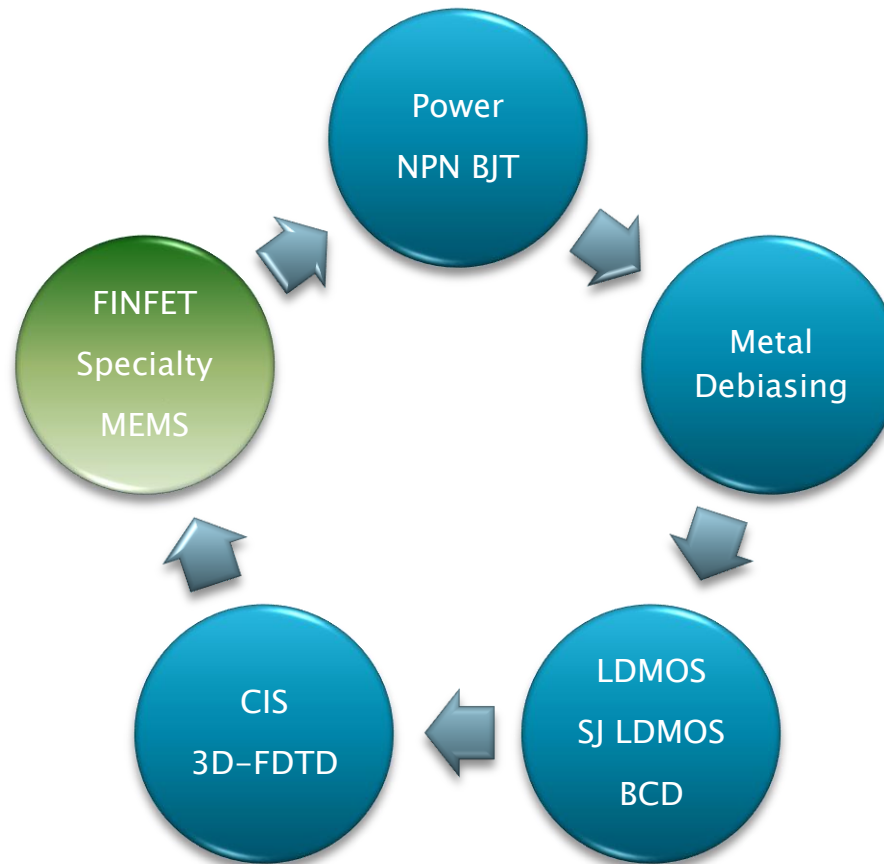 Power
NPN BJT
Metal
Debiasing
LDMOS
SJ LDMOS
BCD
CIS
3D-FDTD
FINFET
Specialty
MEMS